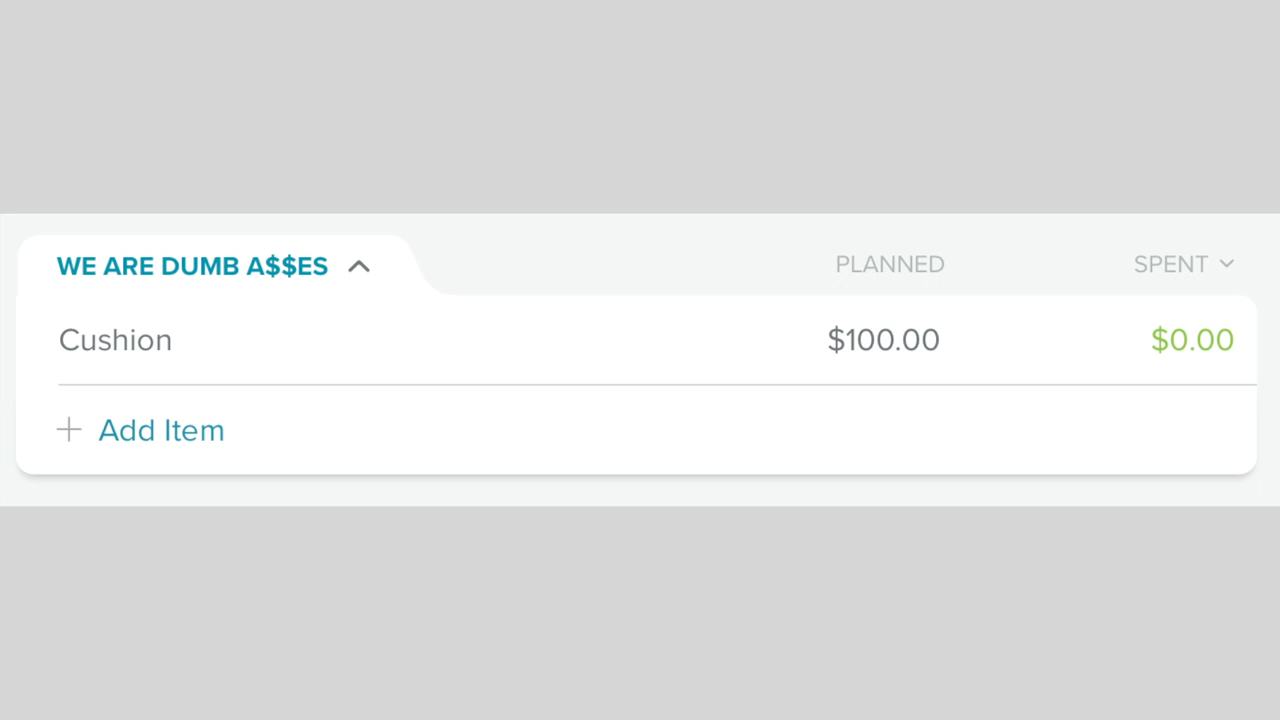 WE ARE DUMB A$$ES PLANNED SPENT
Cushion $100.00 $0.00
+ Add Item